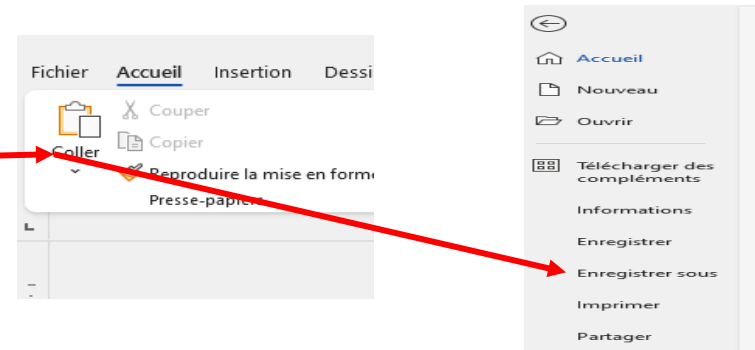 Fichier Accueil Insertion Dessi
Couper
Copier
Coller
Reproduire la mise en forme
Presse-papiers
Accueil
Nouveau
Ouvrir
Télécharger des
compléments
Informations
Enregistrer
Enregistrer sous
Imprimer
Partager